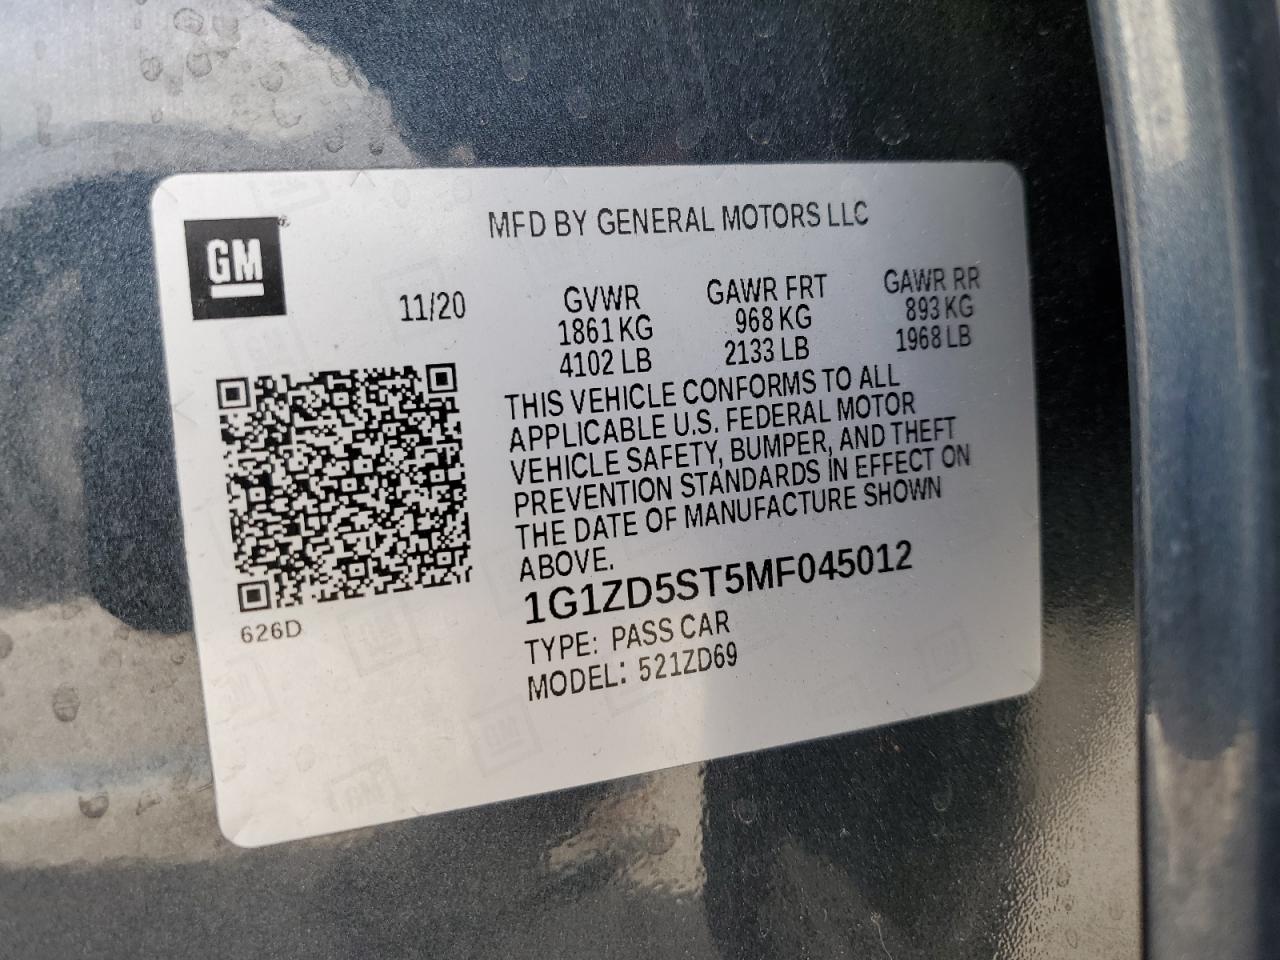 GM
MFD BY GENERAL MOTORS LLC
11/20
GVWR
1861 KG
4102 LB
GAWR FRT
968 KG
2133 LB
GAWR RR
893 KG
1968 LB
THIS VEHICLE CONFORMS TO ALL
APPLICABLE U.S. FEDERAL MOTOR
VEHICLE SAFETY, BUMPER, AND THEFT
PREVENTION STANDARDS IN EFFECT ON
THE DATE OF MANUFACTURE SHOWN
ABOVE.
1G1ZD5ST5MF045012
TYPE: PASS CAR
MODEL: 521ZD69
626D